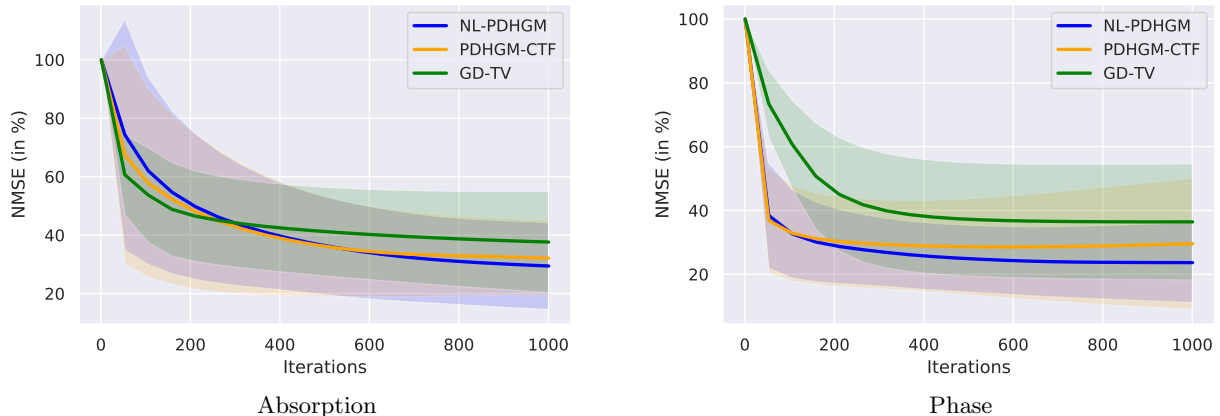 NL-PDHGM
PDHGM-CTF
GD-TV
NMSE (in %)
100
80
60
40
20
0 200 400 600 800 1000
Iterations
Absorption
NL-PDHGM
PDHGM-CTF
GD-TV
NMSE (in %)
100
80
60
40
20
0 200 400 600 800 1000
Iterations
Phase